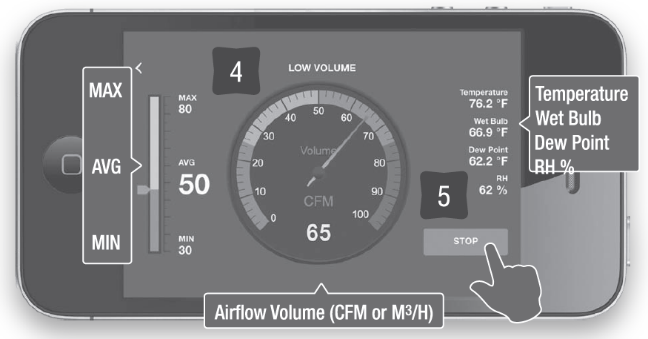 4
LOW VOLUME
<
MAX
AVG
MIN
MAX
80
AVG
50
MIN
30
0
10
20
30
40
50
60
70
80
90
100
Volume
CFM
65
Temperature
76.2 °F
Wet Bulb
66.9 °F
Dew Point
62.2 °F
RH
62 %
Temperature
Wet Bulb
Dew Point
RH %
5
STOP
Airflow Volume (CFM or M³/H)